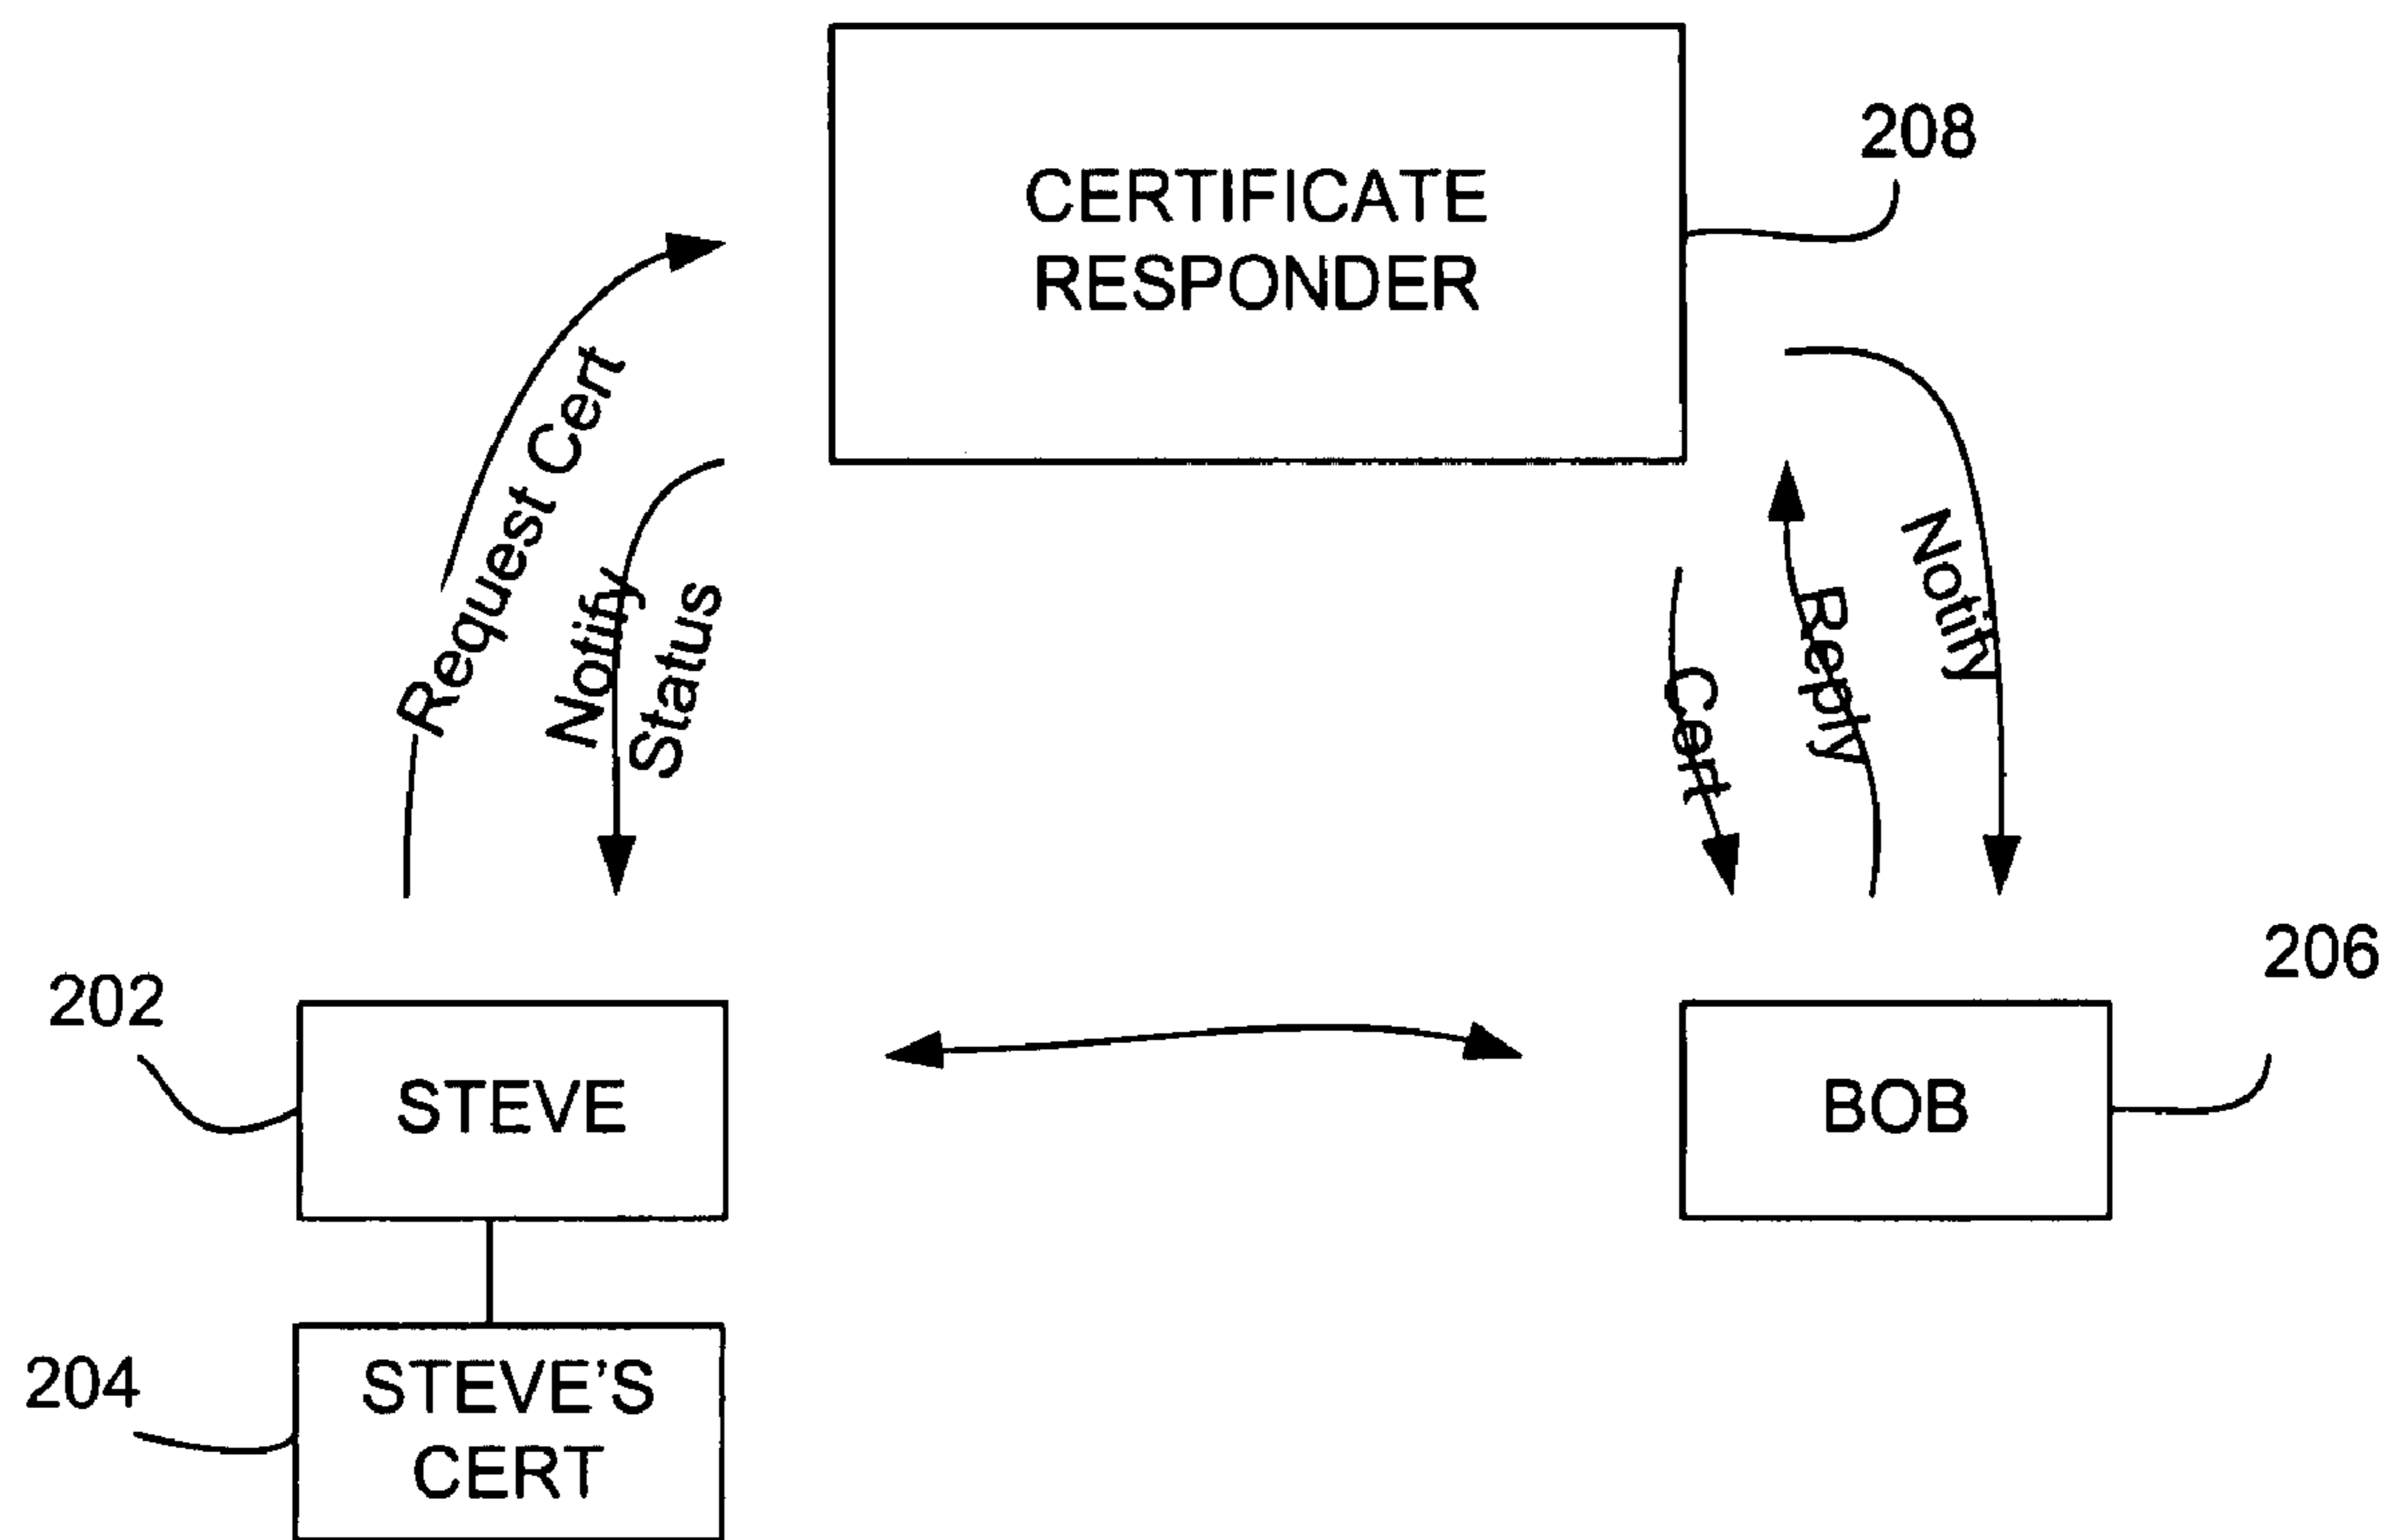 CERTIFICATE
RESPONDER
208
Request Cert
Notify
Status
Cert
Reply
Notify
206
202
STEVE
BOB
204
STEVE'S
CERT